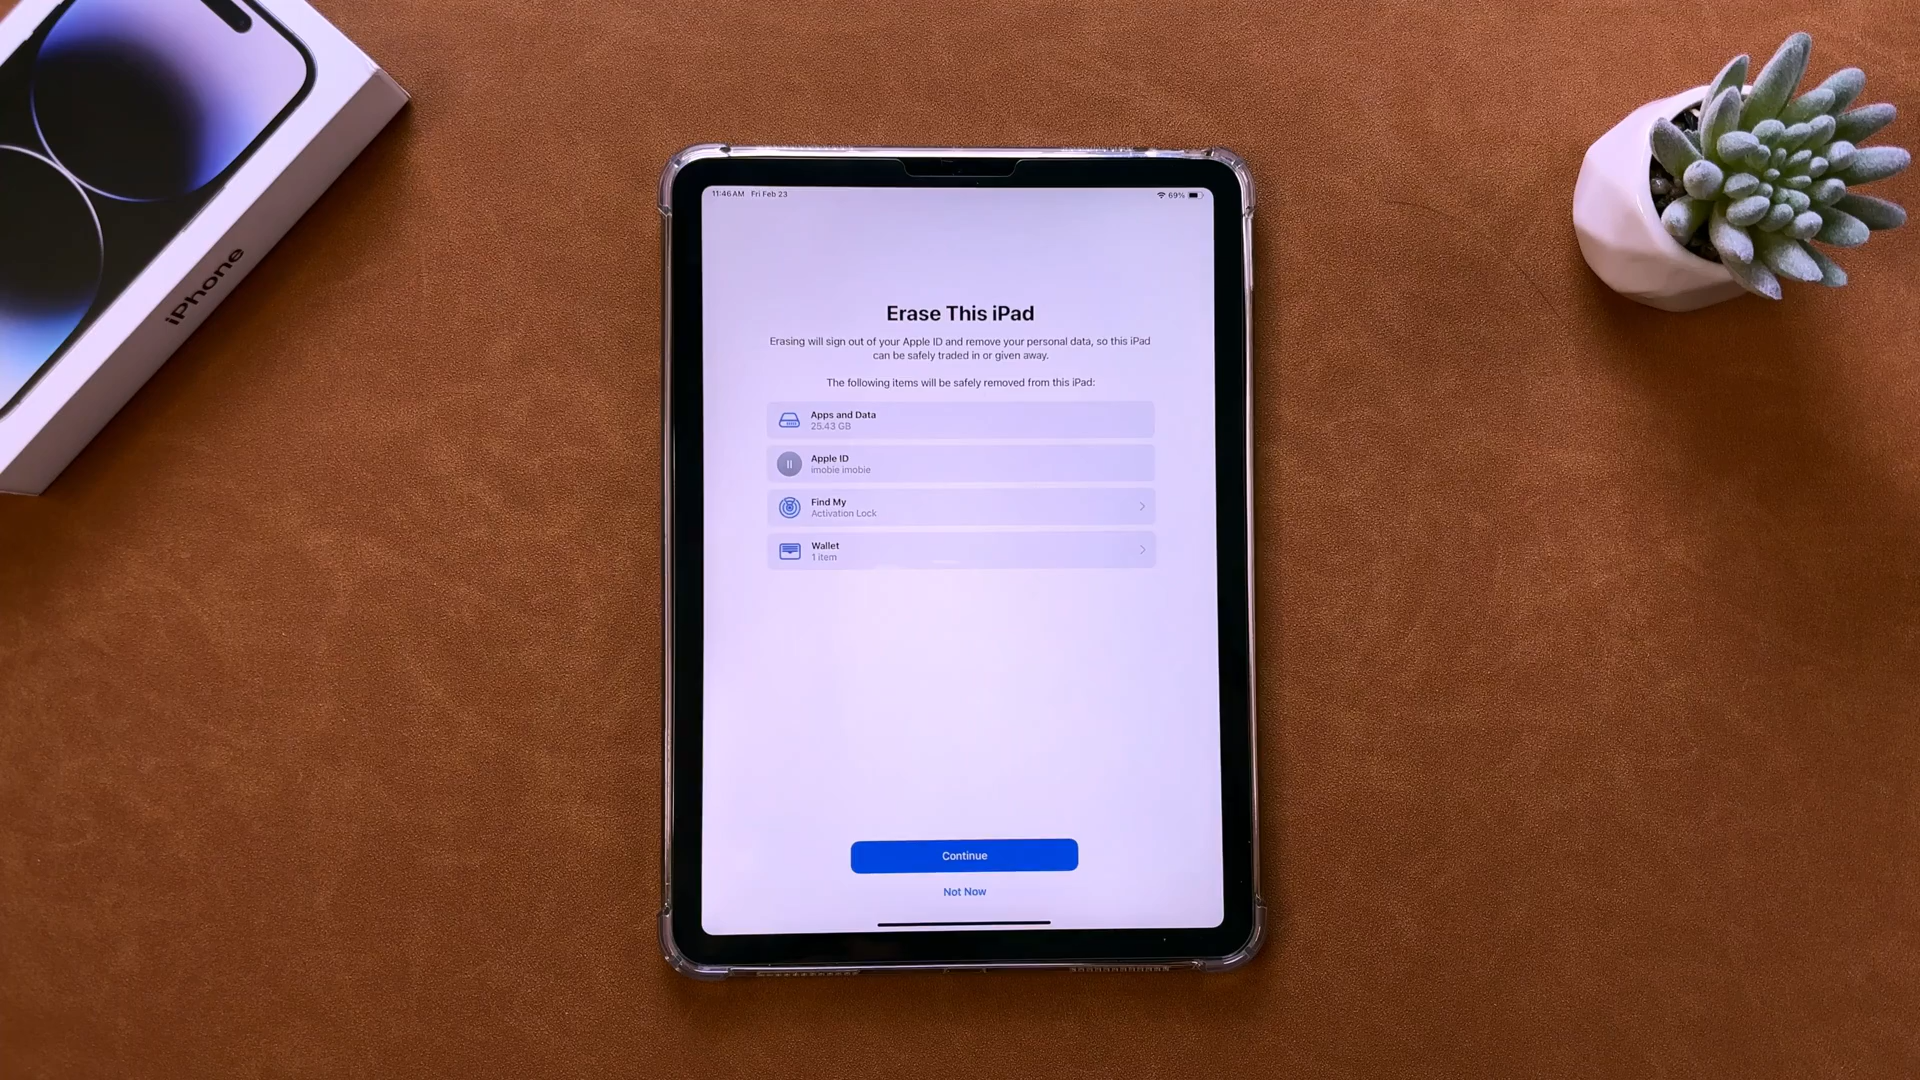 iPhone
11:46 AM Fri Feb 23
69%
Erase This iPad
Erasing will sign out of your Apple ID and remove your personal data, so this iPad
can be safely traded in or given away.
The following items will be safely removed from this iPad:
Apps and Data
25.43 GB
II
Apple ID
imobie imobie
Find My
Activation Lock
Wallet
1 item
Continue
Not Now